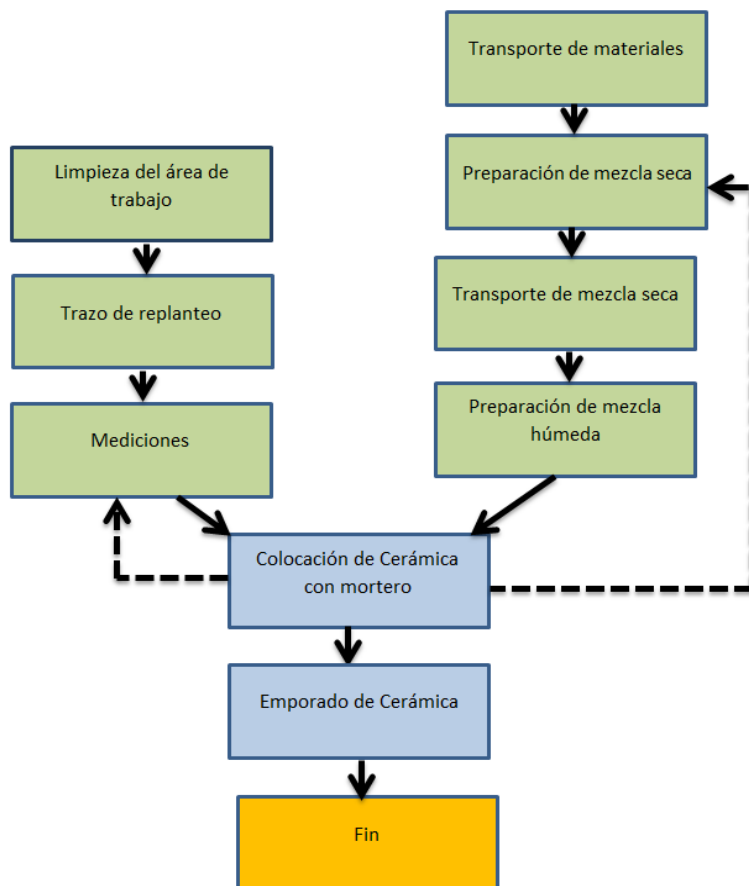 Transporte de materiales
Preparación de mezcla seca
Limpieza del área de
trabajo
Transporte de mezcla seca
Trazo de replanteo
Preparación de mezcla
húmeda
Mediciones
Colocación de Cerámica
con mortero
Emporado de Cerámica
Fin